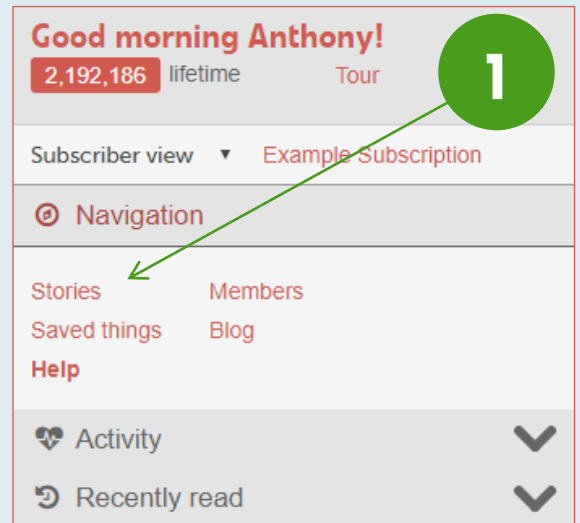 Good morning Anthony!
2,192,186 lifetime Tour
1
Subscriber view ▼ Example Subscription
Navigation
Stories Members
Saved things Blog
Help
Activity
Recently read